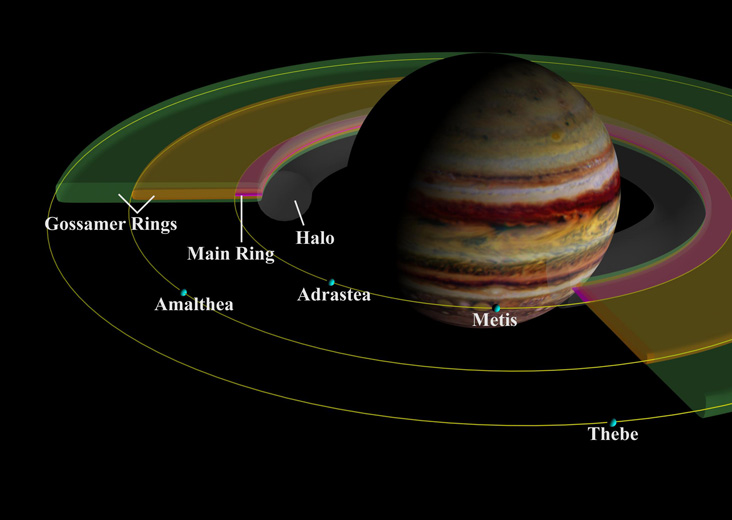 Gossamer Rings
Halo
Main Ring
Amalthea
Adrastea
Metis
Thebe